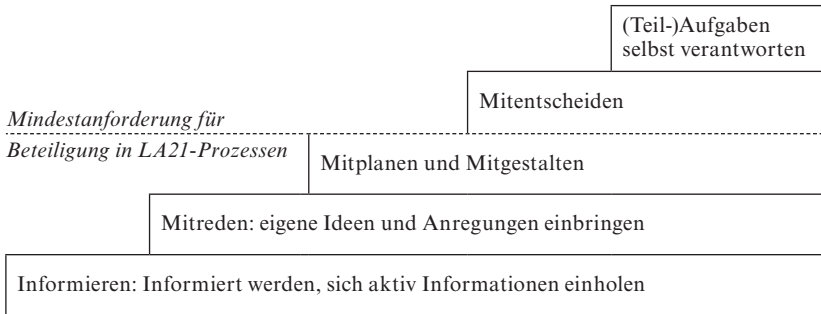 (Teil-)Aufgaben
selbst verantworten
Mitentscheiden
Mindestanforderung für
Beteiligung in LA21-Prozessen
Mitplanen und Mitgestalten
Mitreden: eigene Ideen und Anregungen einbringen
Informieren: Informiert werden, sich aktiv Informationen einholen